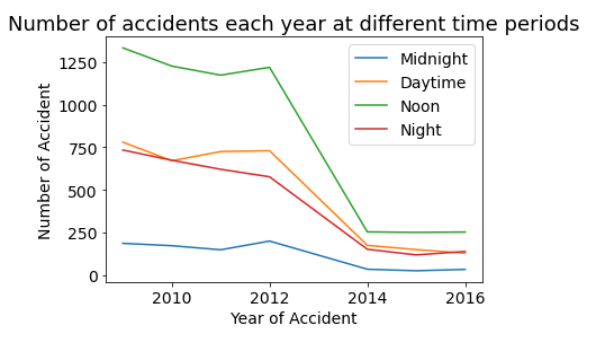 Number of accidents each year at different time periods
Midnight
Daytime
Noon
Night
1250
1000
750
500
250
0
Number of Accident
2010 2012 2014 2016
Year of Accident